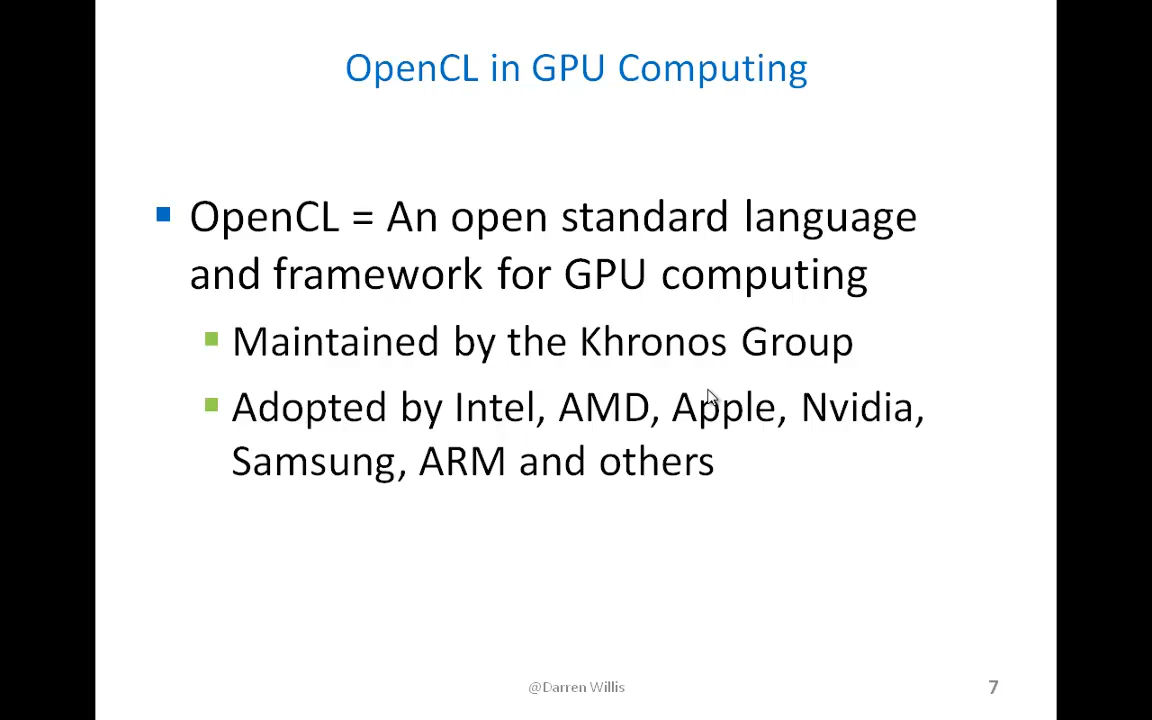 OpenCL in GPU Computing
OpenCL = An open standard language
and framework for GPU computing
Maintained by the Khronos Group
Adopted by Intel, AMD, Apple, Nvidia,
Samsung, ARM and others
@Darren Willis
7